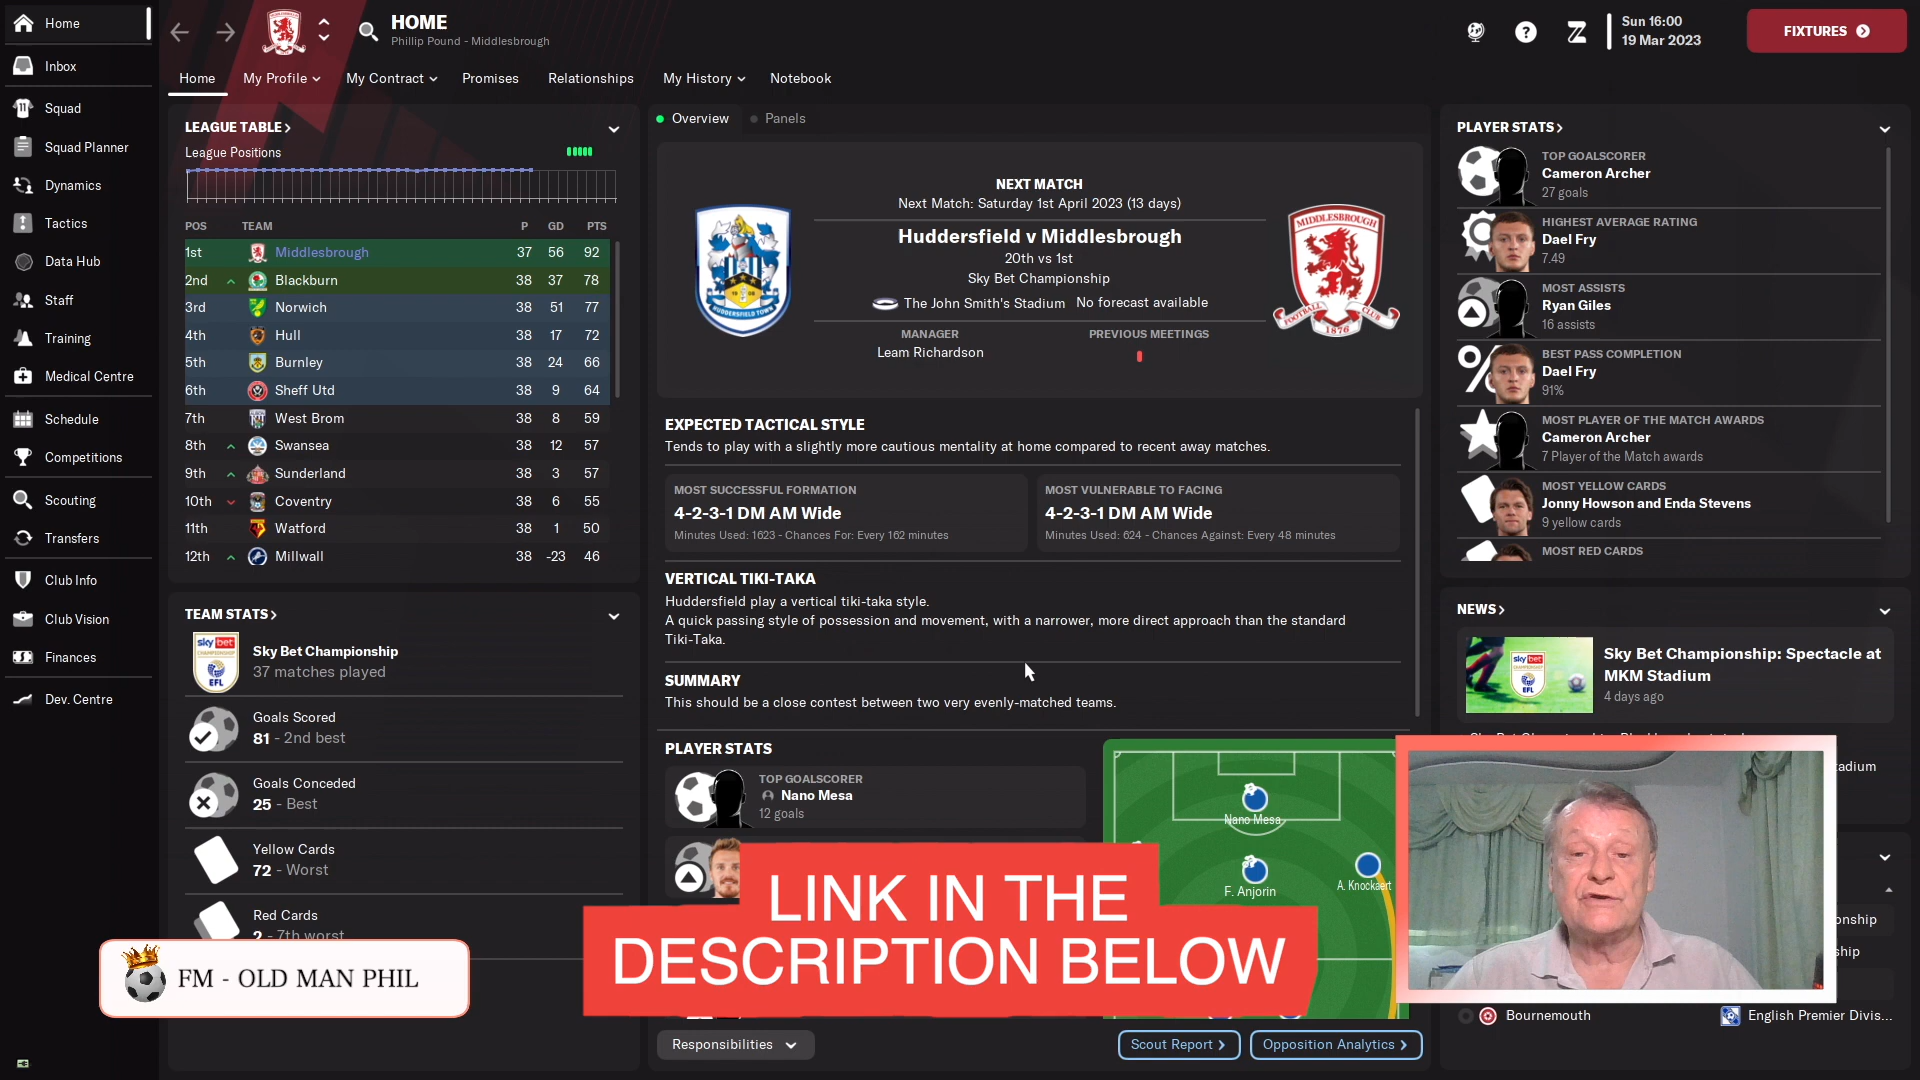 Home
Inbox
Squad
Squad Planner
Dynamics
Tactics
Data Hub
Staff
Training
Medical Centre
Schedule
Competitions
Scouting
Transfers
Club Info
Club Vision
Finances
Dev. Centre
HOME
Phillip Pound - Middlesbrough
Sun 16:00
19 Mar 2023
FIXTURES
Home My Profile My Contract Promises Relationships My History Notebook
LEAGUE TABLE
League Positions
POS TEAM P GD PTS
1st Middlesbrough 37 56 92
2nd Blackburn 38 37 78
3rd Norwich 38 51 77
4th Hull 38 17 72
5th Burnley 38 24 66
6th Sheff Utd 38 9 64
7th West Brom 38 8 59
8th Swansea 38 12 57
9th Sunderland 38 3 57
10th Coventry 38 6 55
11th Watford 38 1 50
12th Millwall 38 -23 46
TEAM STATS
Sky Bet Championship
37 matches played
Goals Scored
81 - 2nd best
Goals Conceded
25 - Best
Yellow Cards
72 - Worst
Red Cards
2 - 7th worst
FM - OLD MAN PHIL
Overview Panels
NEXT MATCH
Next Match: Saturday 1st April 2023 (13 days)
Huddersfield v Middlesbrough
20th vs 1st
Sky Bet Championship
The John Smith's Stadium No forecast available
MANAGER PREVIOUS MEETINGS
Leam Richardson
HUDDERSFIELD TOWN
MIDDLESBROUGH
FOOTBALL CLUB
1876
EXPECTED TACTICAL STYLE
Tends to play with a slightly more cautious mentality at home compared to recent away matches.
MOST SUCCESSFUL FORMATION
4-2-3-1 DM AM Wide
Minutes Used: 1623 - Chances For: Every 162 minutes
MOST VULNERABLE TO FACING
4-2-3-1 DM AM Wide
Minutes Used: 624 - Chances Against: Every 48 minutes
VERTICAL TIKI-TAKA
Huddersfield play a vertical tiki-taka style.
A quick passing style of possession and movement, with a narrower, more direct approach than the standard
Tiki-Taka.
SUMMARY
This should be a close contest between two very evenly-matched teams.
PLAYER STATS
TOP GOALSCORER
Nano Mesa
12 goals
Nano Mesa
F. Anjorin
A. Knockaert
LINK IN THE
DESCRIPTION BELOW
Responsibilities
Scout Report
Opposition Analytics
PLAYER STATS
TOP GOALSCORER
Cameron Archer
27 goals
HIGHEST AVERAGE RATING
Dael Fry
7.49
MOST ASSISTS
Ryan Giles
16 assists
BEST PASS COMPLETION
Dael Fry
91%
MOST PLAYER OF THE MATCH AWARDS
Cameron Archer
7 Player of the Match awards
MOST YELLOW CARDS
Jonny Howson and Enda Stevens
9 yellow cards
MOST RED CARDS
NEWS
sky bet
CHAMPIONSHIP
EFL
Sky Bet Championship: Spectacle at
MKM Stadium
4 days ago
Bournemouth English Premier Divis...